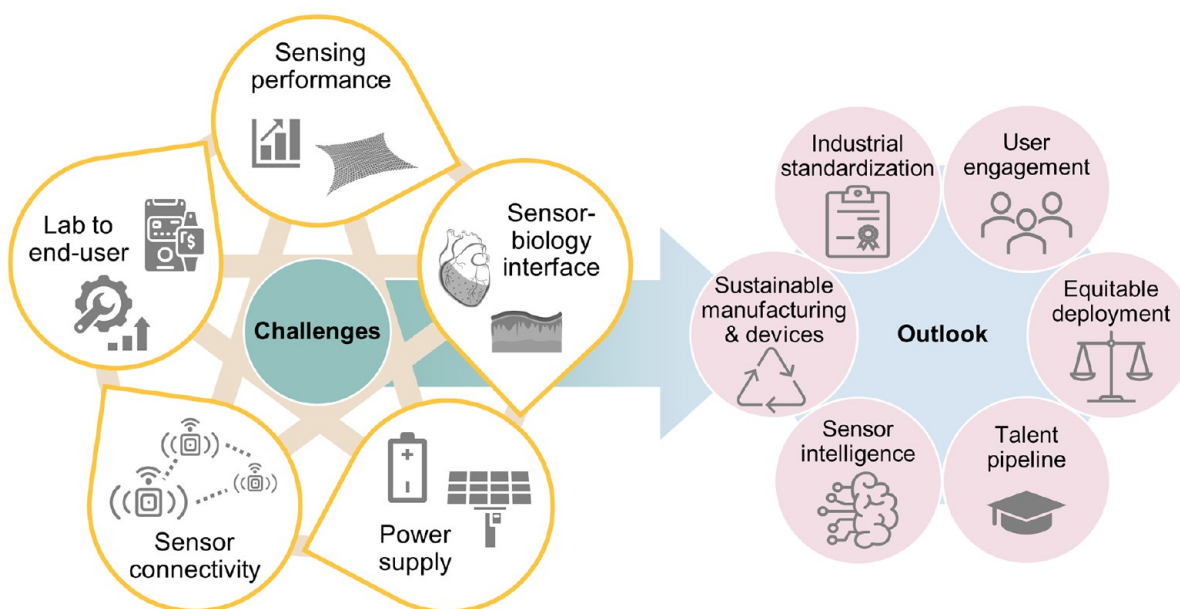 Sensing
performance
Sensor-
biology
interface
Power
supply
Sensor
connectivity
Lab to
end-user
r$
Challenges
Industrial
standardization
User
engagement
Equitable
deployment
Talent
pipeline
Sensor
intelligence
Sustainable
manufacturing
& devices
Outlook